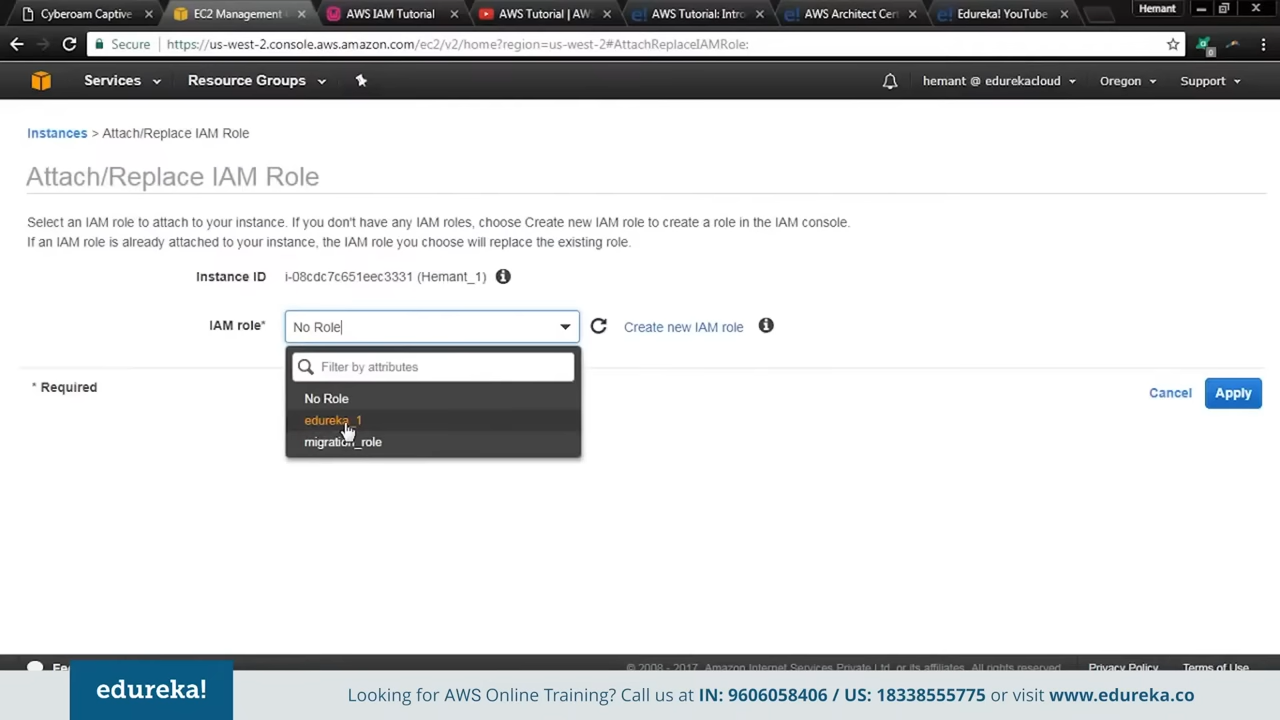 Cyberoam Captive
EC2 Management
AWS IAM Tutorial
AWS Tutorial | AWS
AWS Tutorial: Intro
AWS Architect Cert
Edureka! YouTube
Hemant
Secure
https://us-west-2.console.aws.amazon.com/ec2/v2/home?region=us-west-2#AttachReplaceIAMRole:
0
Services
Resource Groups
hemant @ edurekacloud
Oregon
Support
Instances > Attach/Replace IAM Role
Attach/Replace IAM Role
Select an IAM role to attach to your instance. If you don't have any IAM roles, choose Create new IAM role to create a role in the IAM console.
If an IAM role is already attached to your instance, the IAM role you choose will replace the existing role.
Instance ID
i-08cdc7c651eec3331 (Hemant_1)
IAM role*
No Role
Create new IAM role
Filter by attributes
No Role
edureka_1
migration_role
* Required
Cancel
Apply
© 2008 - 2017, Amazon Internet Services Private Ltd. or its affiliates. All rights reserved.
Privacy Policy
Terms of Use
edureka!
Looking for AWS Online Training? Call us at IN: 9606058406 / US: 18338555775 or visit www.edureka.co